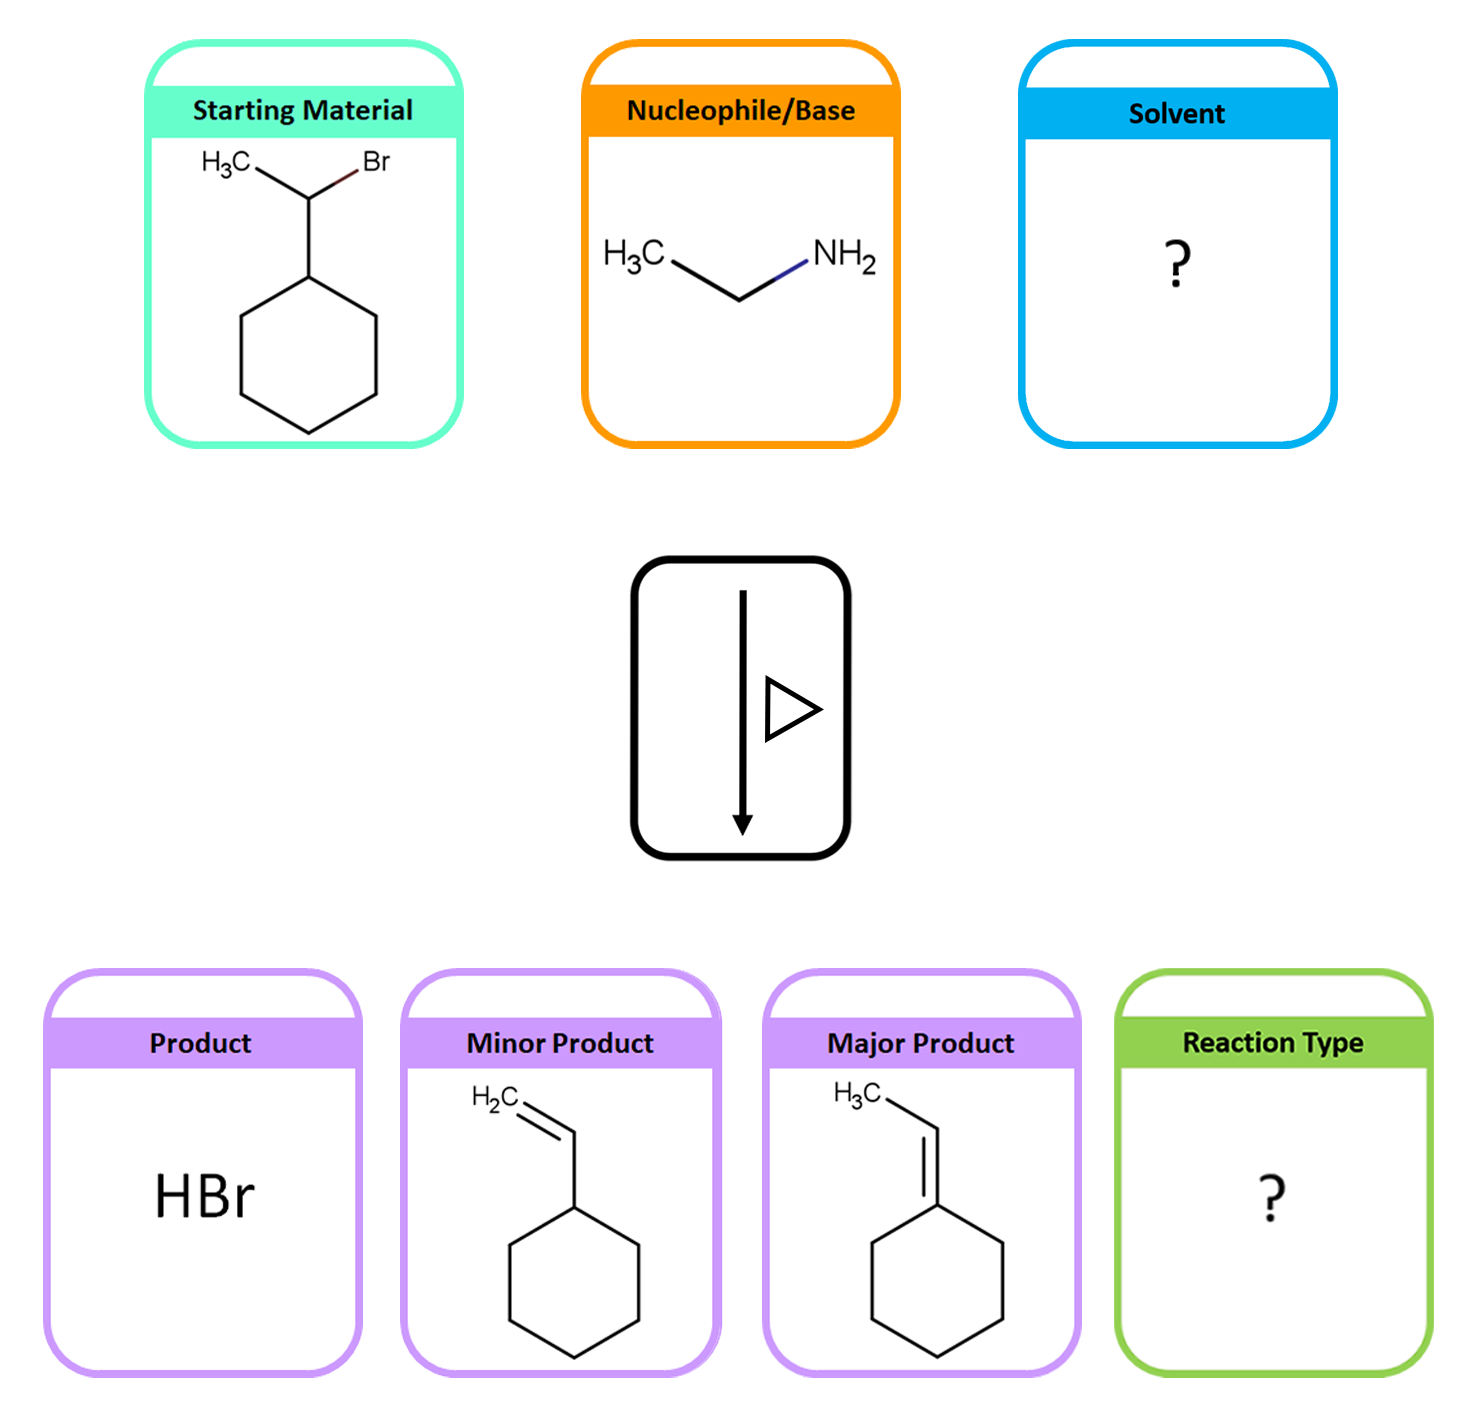 Starting Material
H₃C
Br
Nucleophile/Base
H₃C
NH₂
Solvent
?
Product
HBr
Minor Product
H₂C
Major Product
H₃C
Reaction Type
?